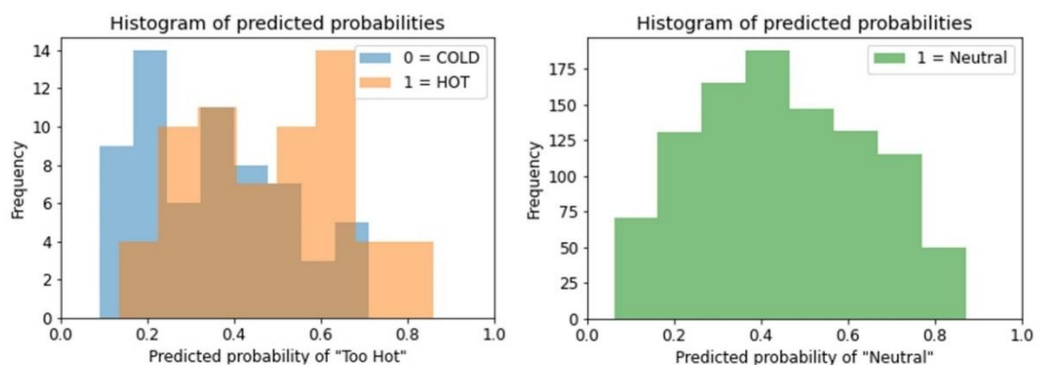 Histogram of predicted probabilities
14
12
10
8
6
4
2
0
Frequency
0 = COLD
1 = HOT
0.0 0.2 0.4 0.6 0.8 1.0
Predicted probability of "Too Hot"
Histogram of predicted probabilities
175
150
125
100
75
50
25
0
Frequency
1 = Neutral
0.0 0.2 0.4 0.6 0.8 1.0
Predicted probability of "Neutral"